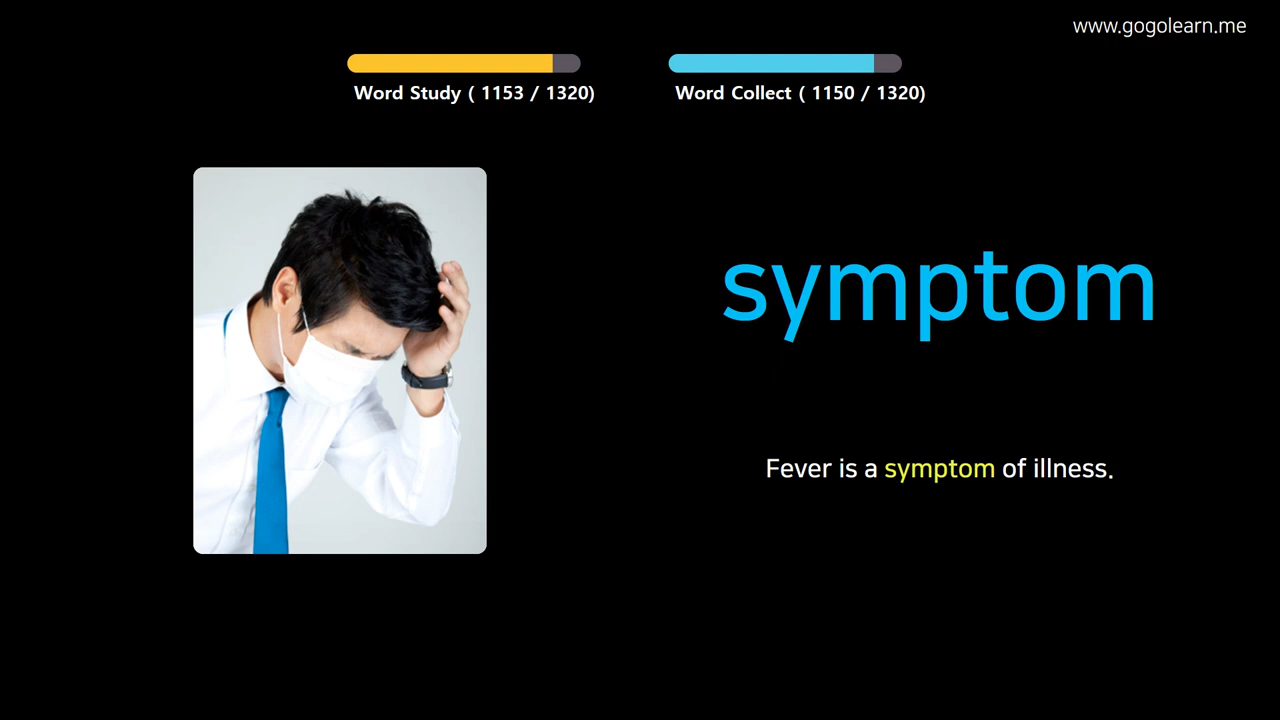 www.gogolearn.me
Word Study ( 1153 / 1320)
Word Collect ( 1150 / 1320)
symptom
Fever is a symptom of illness.